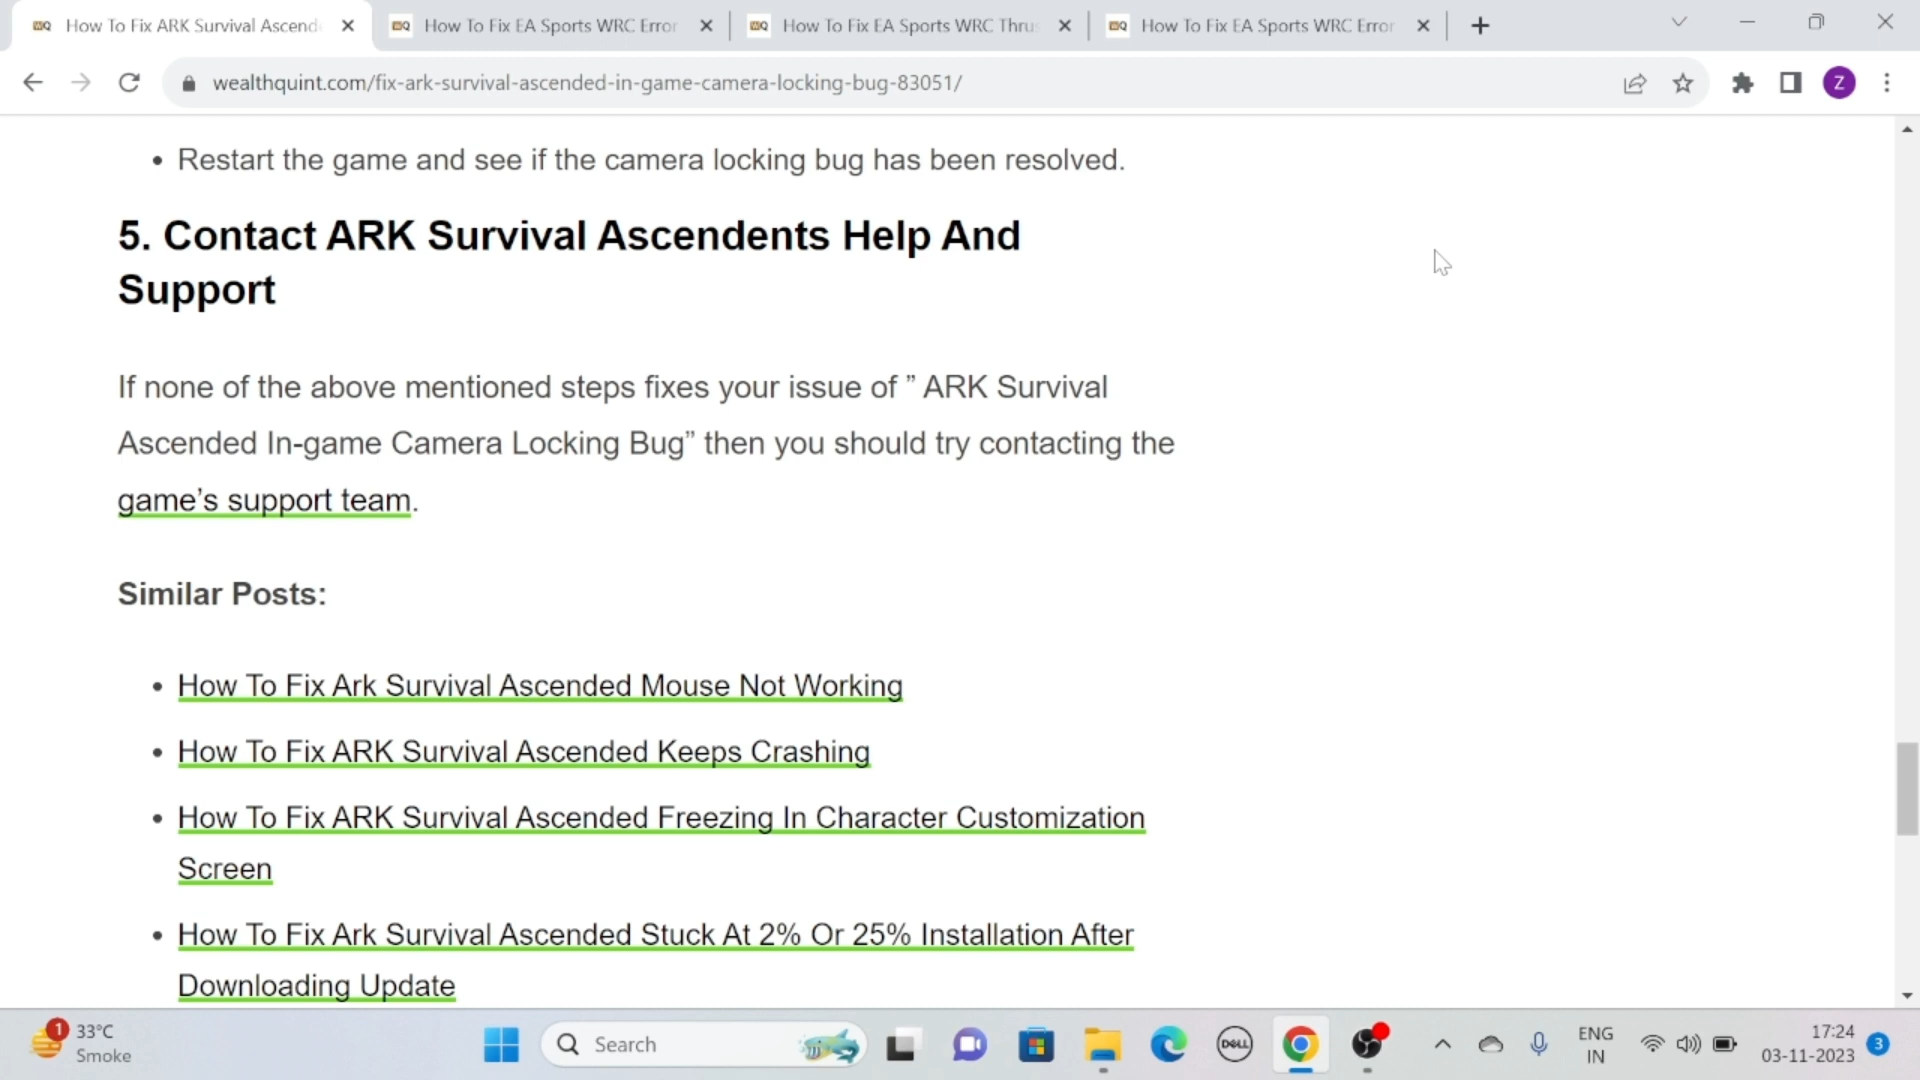 How To Fix ARK Survival Ascende
How To Fix EA Sports WRC Error
How To Fix EA Sports WRC Thrus
How To Fix EA Sports WRC Error
wealthquint.com/fix-ark-survival-ascended-in-game-camera-locking-bug-83051/
Z
• Restart the game and see if the camera locking bug has been resolved.
5. Contact ARK Survival Ascendents Help And
Support
If none of the above mentioned steps fixes your issue of ” ARK Survival
Ascended In-game Camera Locking Bug” then you should try contacting the
game’s support team.
Similar Posts:
• How To Fix Ark Survival Ascended Mouse Not Working
• How To Fix ARK Survival Ascended Keeps Crashing
• How To Fix ARK Survival Ascended Freezing In Character Customization
Screen
• How To Fix Ark Survival Ascended Stuck At 2% Or 25% Installation After
Downloading Update
1
33°C
Smoke
Search
DELL
ENG
IN
17:24
03-11-2023
3